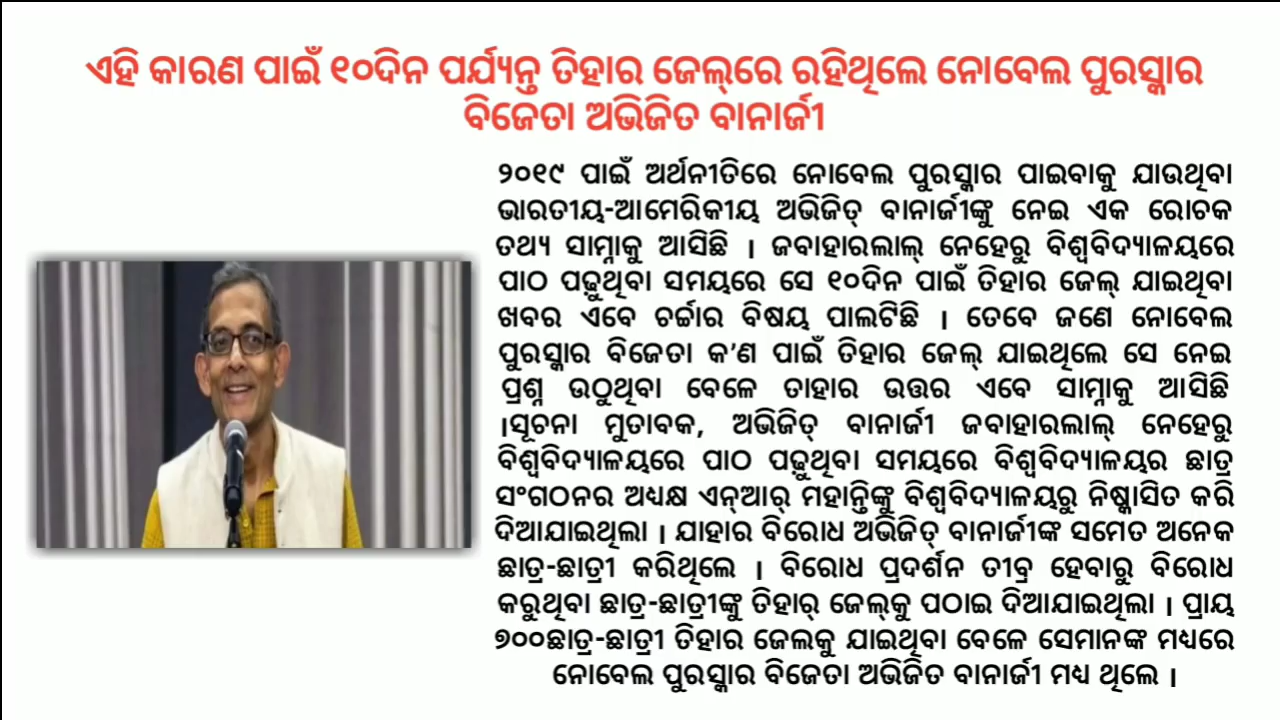 ଏହି କାରଣ ପାଇଁ ୧୦ଦିନ ପର୍ଯ୍ୟନ୍ତ ତିହାର ଜେଲ୍‌ରେ ରହିଥିଲେ ନୋବେଲ ପୁରସ୍କାର
ବିଜେତା ଅଭିଜିତ ବାନାର୍ଜୀ
୨୦୧୯ ପାଇଁ ଅର୍ଥନୀତିରେ ନୋବେଲ ପୁରସ୍କାର ପାଇବାକୁ ଯାଉଥିବା
ଭାରତୀୟ-ଆମେରିକୀୟ ଅଭିଜିତ୍ ବାନାର୍ଜୀଙ୍କୁ ନେଇ ଏକ ରୋଚକ
ତଥ୍ୟ ସାମ୍ନାକୁ ଆସିଛି । ଜବାହାରଲାଲ୍ ନେହେରୁ ବିଶ୍ୱବିଦ୍ୟାଳୟରେ
ପାଠ ପଢ଼ୁଥିବା ସମୟରେ ସେ ୧୦ଦିନ ପାଇଁ ତିହାର ଜେଲ୍ ଯାଇଥିବା
ଖବର ଏବେ ଚର୍ଚ୍ଚାର ବିଷୟ ପାଲଟିଛି । ତେବେ ଜଣେ ନୋବେଲ
ପୁରସ୍କାର ବିଜେତା କ’ଣ ପାଇଁ ତିହାର ଜେଲ୍ ଯାଇଥିଲେ ସେ ନେଇ
ପ୍ରଶ୍ନ ଉଠୁଥିବା ବେଳେ ତାହାର ଉତ୍ତର ଏବେ ସାମ୍ନାକୁ ଆସିଛି
।ସୂଚନା ମୁତାବକ, ଅଭିଜିତ୍ ବାନାର୍ଜୀ ଜବାହାରଲାଲ୍ ନେହେରୁ
ବିଶ୍ୱବିଦ୍ୟାଳୟରେ ପାଠ ପଢ଼ୁଥିବା ସମୟରେ ବିଶ୍ୱବିଦ୍ୟାଳୟର ଛାତ୍ର
ସଂଗଠନର ଅଧ୍ୟକ୍ଷ ଏନ୍‌ଆର୍ ମହାନ୍ତିଙ୍କୁ ବିଶ୍ୱବିଦ୍ୟାଳୟରୁ ନିଷ୍କାସିତ କରି
ଦିଆଯାଇଥିଲା । ଯାହାର ବିରୋଧ ଅଭିଜିତ୍ ବାନାର୍ଜୀଙ୍କ ସମେତ ଅନେକ
ଛାତ୍ର-ଛାତ୍ରୀ କରିଥିଲେ । ବିରୋଧ ପ୍ରଦର୍ଶନ ତୀବ୍ର ହେବାରୁ ବିରୋଧ
କରୁଥିବା ଛାତ୍ର-ଛାତ୍ରୀଙ୍କୁ ତିହାର୍ ଜେଲ୍‌କୁ ପଠାଇ ଦିଆଯାଇଥିଲା । ପ୍ରାୟ
୭୦୦ଛାତ୍ର-ଛାତ୍ରୀ ତିହାର ଜେଲକୁ ଯାଇଥିବା ବେଳେ ସେମାନଙ୍କ ମଧ୍ୟରେ
ନୋବେଲ ପୁରସ୍କାର ବିଜେତା ଅଭିଜିତ ବାନାର୍ଜୀ ମଧ୍ୟ ଥିଲେ ।